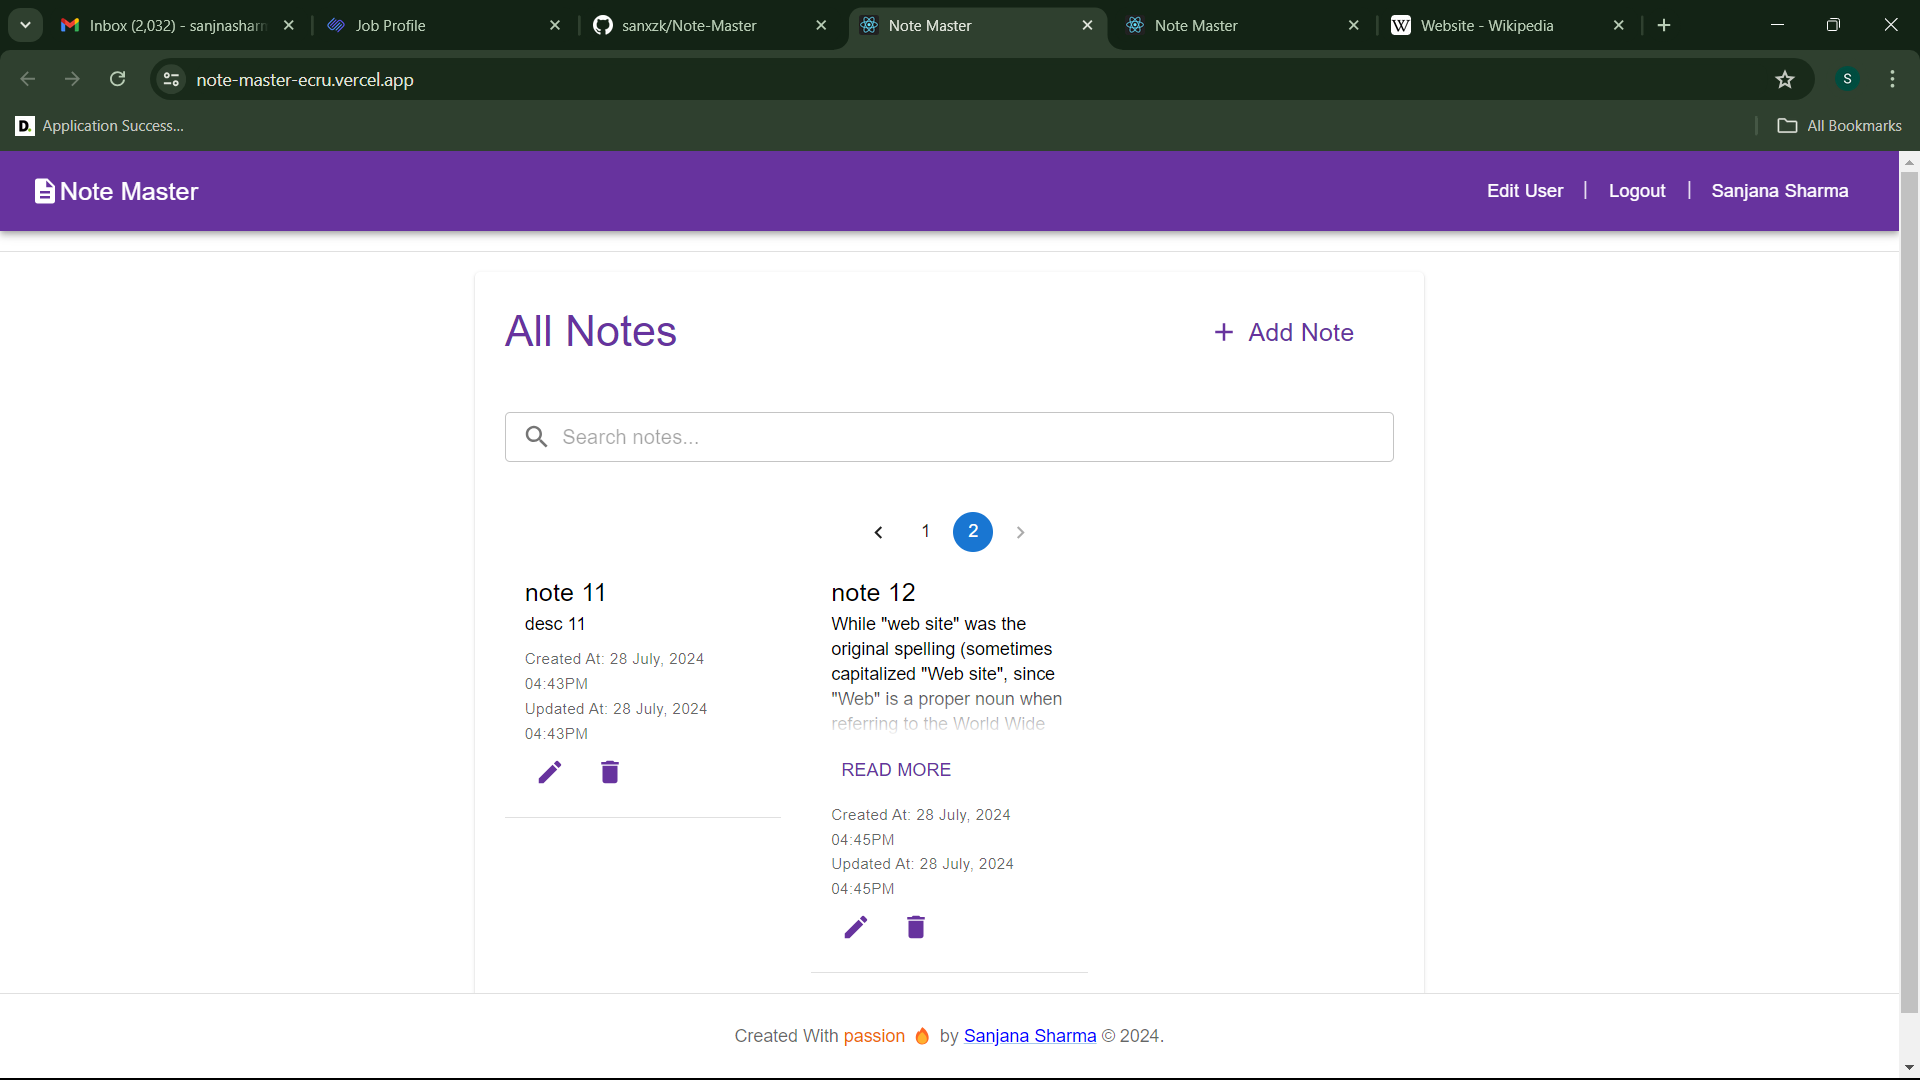 Inbox (2,032) - sanjnasharn
Job Profile
sanxzk/Note-Master
Note Master
Note Master
W Website - Wikipedia
note-master-ecru.vercel.app
S
D. Application Success...
All Bookmarks
Note Master
Edit User | Logout | Sanjana Sharma
All Notes
+ Add Note
Search notes...
1 2
note 11
desc 11
Created At: 28 July, 2024
04:43PM
Updated At: 28 July, 2024
04:43PM
note 12
While "web site" was the
original spelling (sometimes
capitalized "Web site", since
"Web" is a proper noun when
referring to the World Wide
READ MORE
Created At: 28 July, 2024
04:45PM
Updated At: 28 July, 2024
04:45PM
Created With passion 🔥 by Sanjana Sharma © 2024.